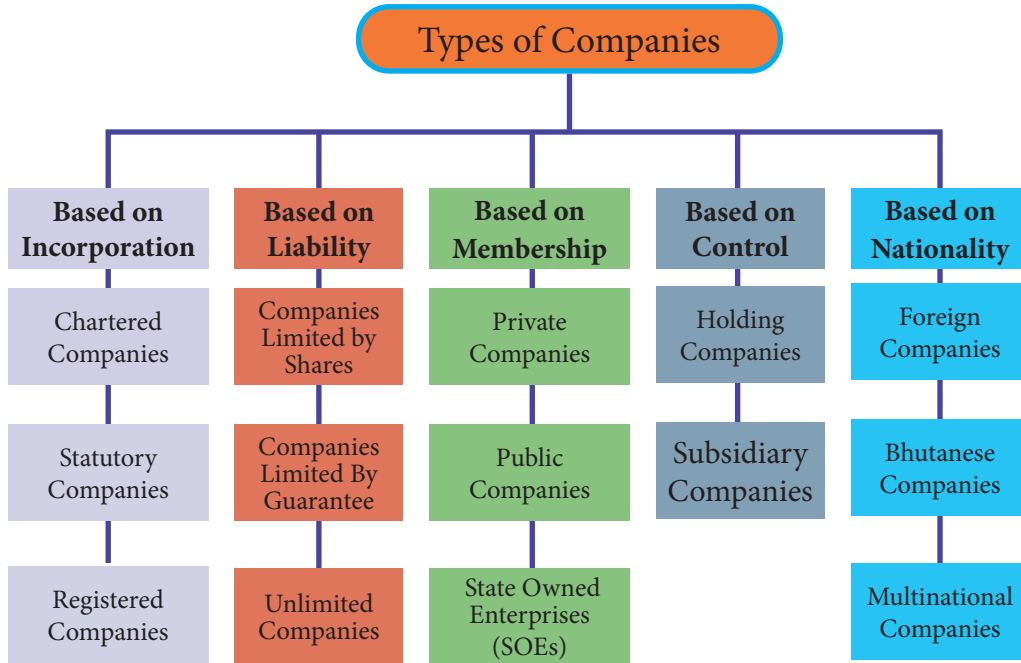 Types of Companies
Based on
Incorporation
Chartered
Companies
Statutory
Companies
Registered
Companies
Based on
Liability
Companies
Limited by
Shares
Companies
Limited By
Guarantee
Unlimited
Companies
Based on
Membership
Private
Companies
Public
Companies
State Owned
Enterprises
(SOEs)
Based on
Control
Holding
Companies
Subsidiary
Companies
Based on
Nationality
Foreign
Companies
Bhutanese
Companies
Multinational
Companies